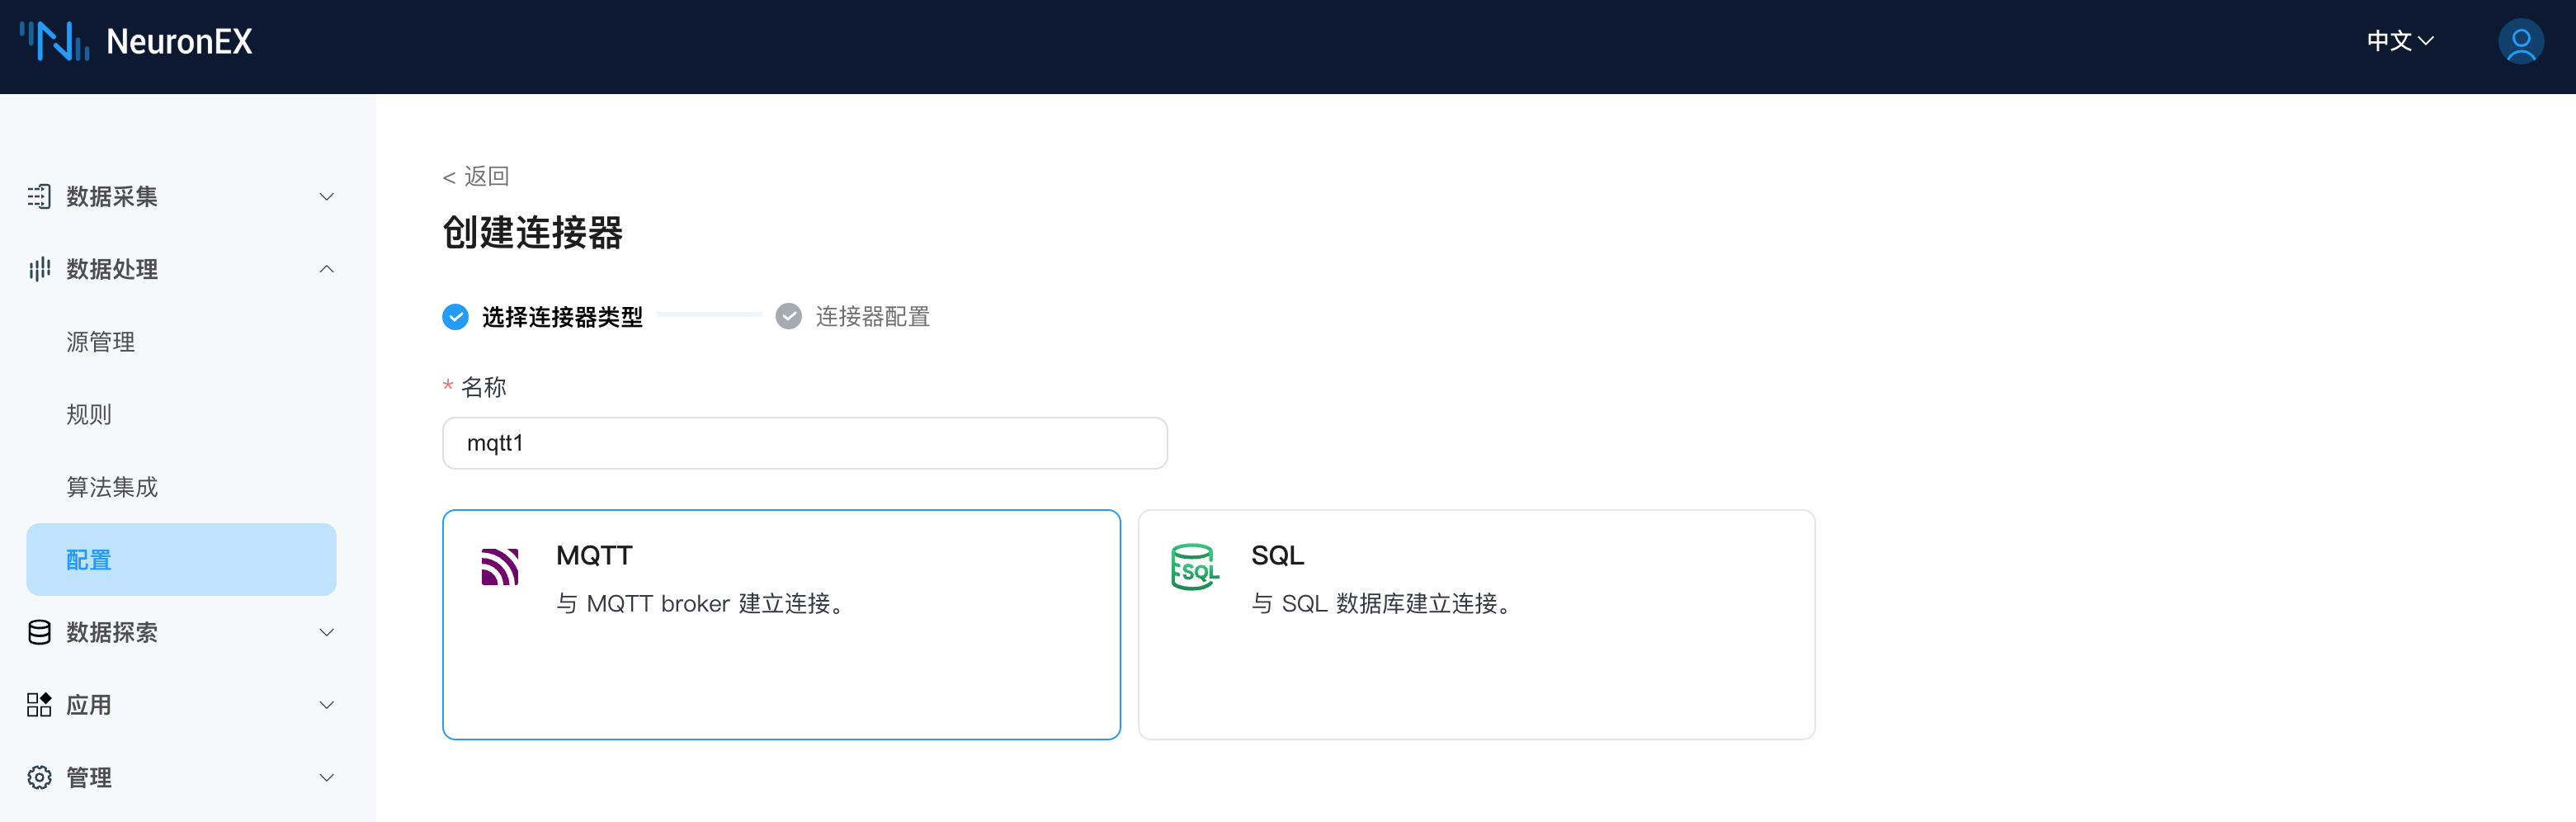 NeuronEX
中文
数据采集
数据处理
源管理
规则
算法集成
配置
数据探索
应用
管理
< 返回
创建连接器
选择连接器类型
连接器配置
* 名称
mqtt1
MQTT
与 MQTT broker 建立连接。
SQL
SQL
与 SQL 数据库建立连接。